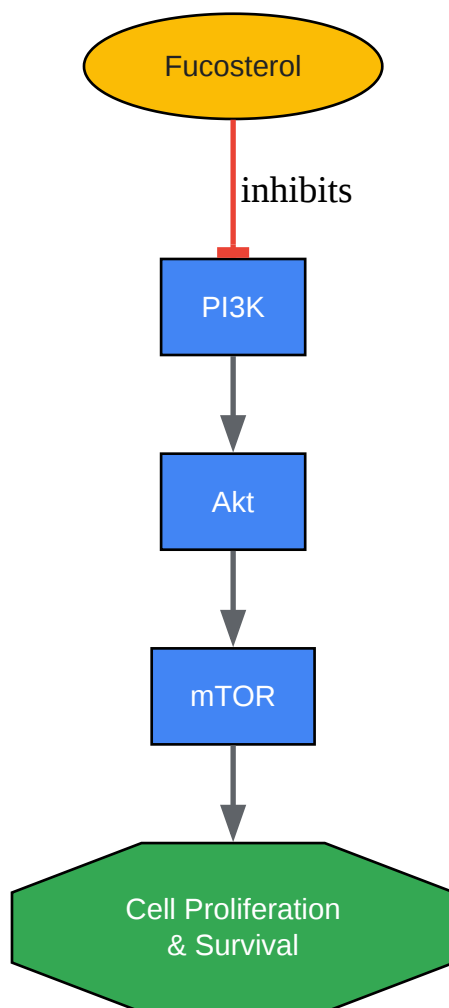 Fucosterol
inhibits
PI3K
Akt
mTOR
Cell Proliferation
& Survival